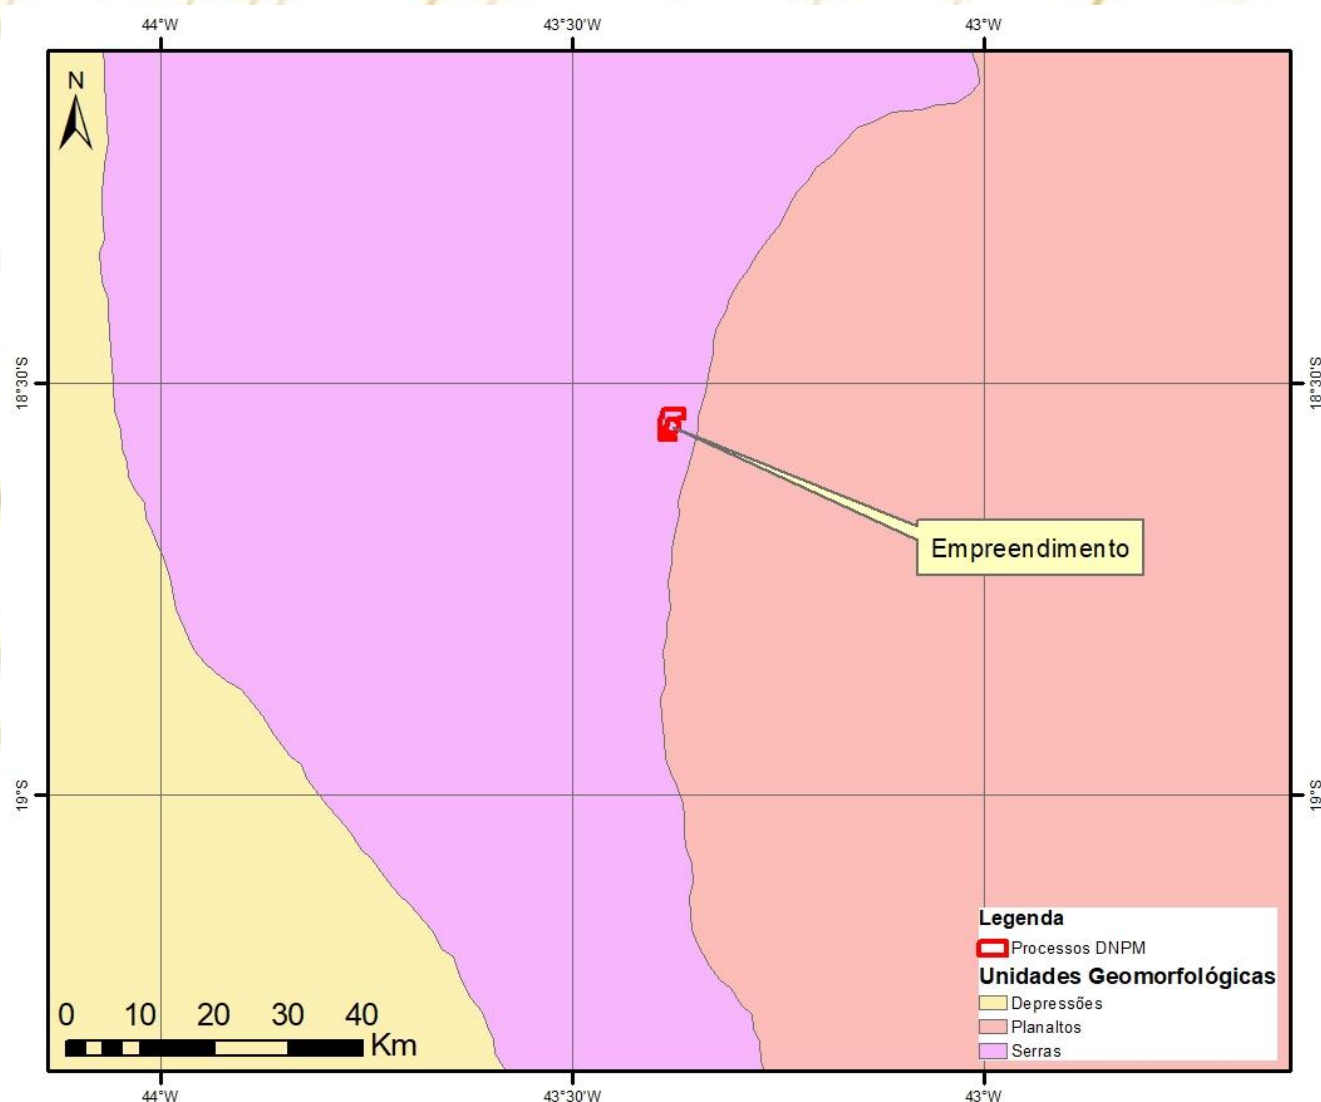 44°W 43°30'W 43°W
N
18°30'S 18°30'S
Empreendimento
19°S 19°S
Legenda
Processos DNPM
Unidades Geomorfológicas
Depressões
Planaltos
Serras
0 10 20 30 40
Km
44°W 43°30'W 43°W